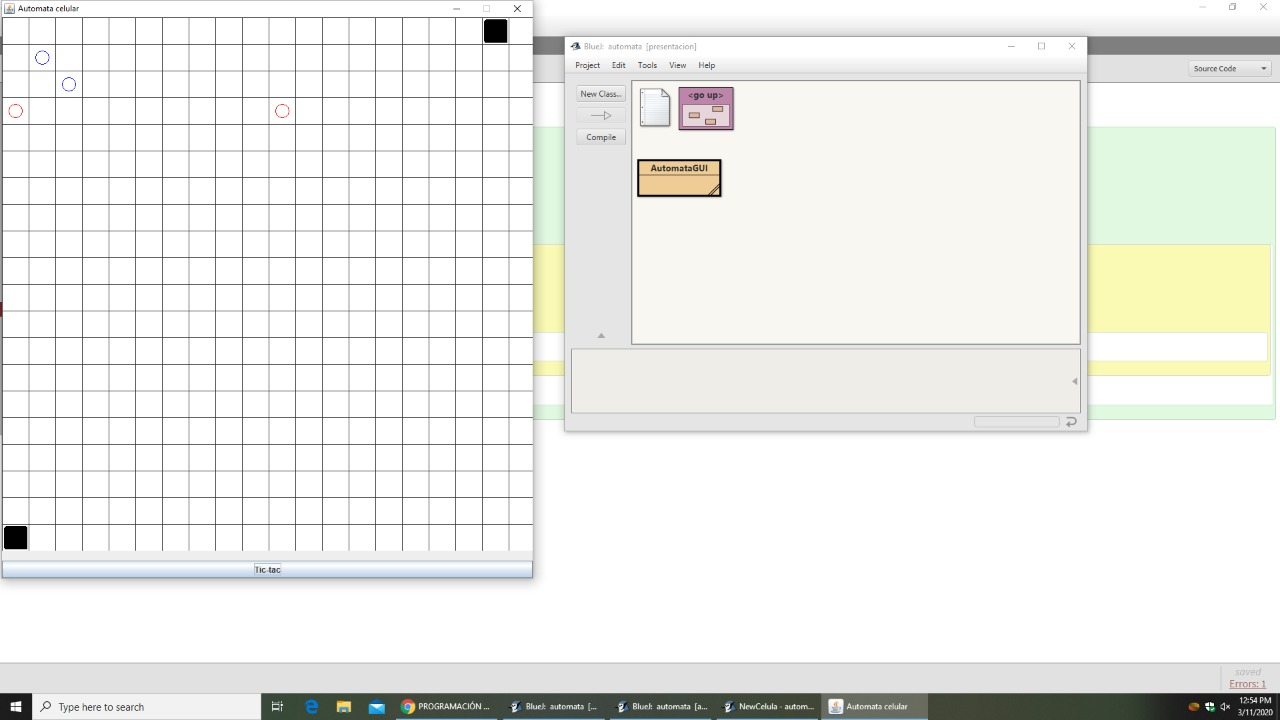 Automata celular
BlueJ: automata [presentacion]
Project Edit Tools View Help
Source Code
New Class...
<go up>
Compile
AutomataGUI
Tic-tac
saved
Errors: 1
Type here to search
PROGRAMACIÓN ...
BlueJ: automata [...
BlueJ: automata [a...
NewCelula - autom...
Automata celular
12:54 PM
3/11/2020